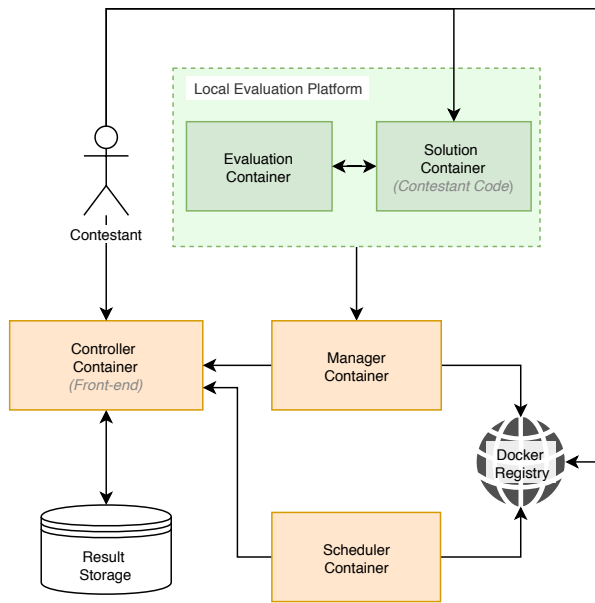 Local Evaluation Platform
Evaluation
Container
Solution
Container
(Contestant Code)
Contestant
Controller
Container
(Front-end)
Manager
Container
Docker
Registry
Result
Storage
Scheduler
Container